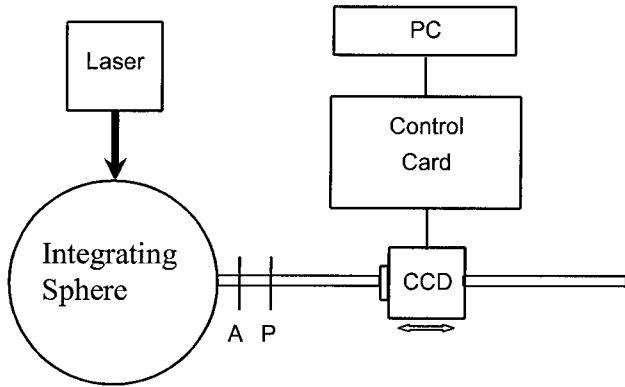 PC
Laser
Control
Card
Integrating
Sphere
CCD
A P